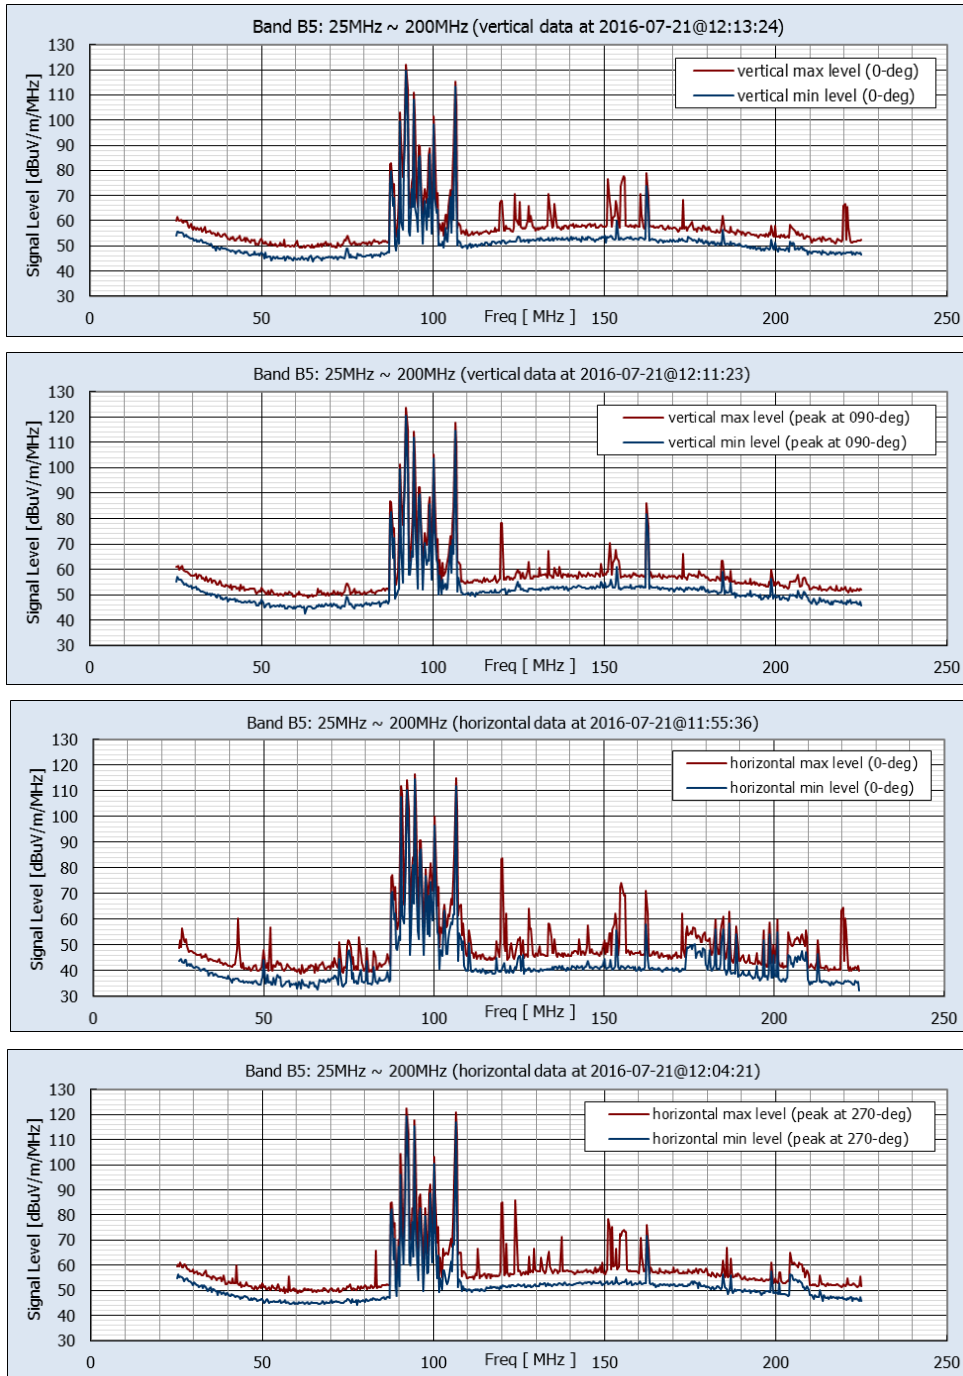 Band B5: 25MHz ~ 200MHz (vertical data at 2016-07-21@12:13:24)
Signal Level [dBuV/m/MHz]
130
120
110
100
90
80
70
60
50
40
30
vertical max level (0-deg)
vertical min level (0-deg)
0 50 100 150 200 250
Freq [ MHz ]
Band B5: 25MHz ~ 200MHz (vertical data at 2016-07-21@12:11:23)
Signal Level [dBuV/m/MHz]
130
120
110
100
90
80
70
60
50
40
30
vertical max level (peak at 090-deg)
vertical min level (peak at 090-deg)
0 50 100 150 200 250
Freq [ MHz ]
Band B5: 25MHz ~ 200MHz (horizontal data at 2016-07-21@11:55:36)
Signal Level [dBuV/m/MHz]
130
120
110
100
90
80
70
60
50
40
30
horizontal max level (0-deg)
horizontal min level (0-deg)
0 50 100 150 200 250
Freq [ MHz ]
Band B5: 25MHz ~ 200MHz (horizontal data at 2016-07-21@12:04:21)
Signal Level [dBuV/m/MHz]
130
120
110
100
90
80
70
60
50
40
30
horizontal max level (peak at 270-deg)
horizontal min level (peak at 270-deg)
0 50 100 150 200 250
Freq [ MHz ]